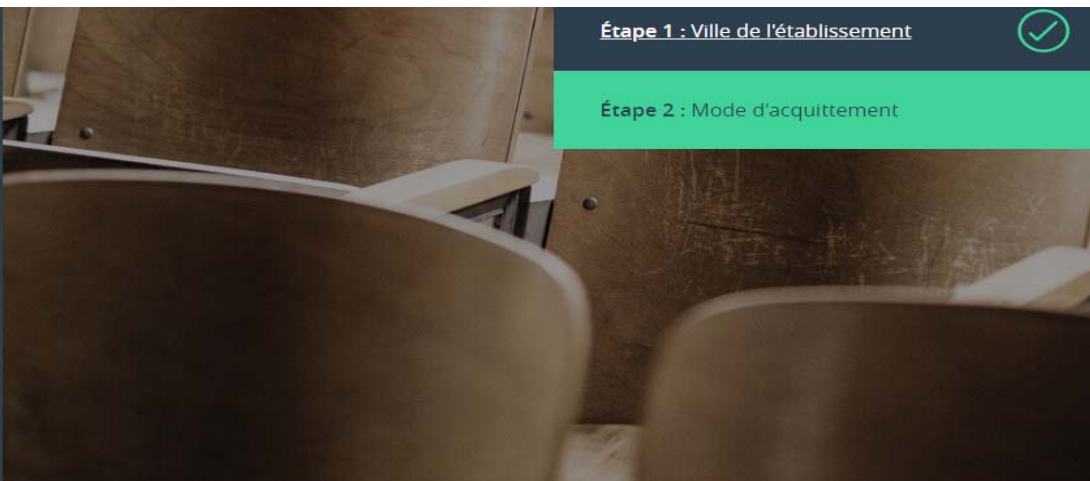 Étape 1 : Ville de l'établissement
Étape 2 : Mode d'acquittement